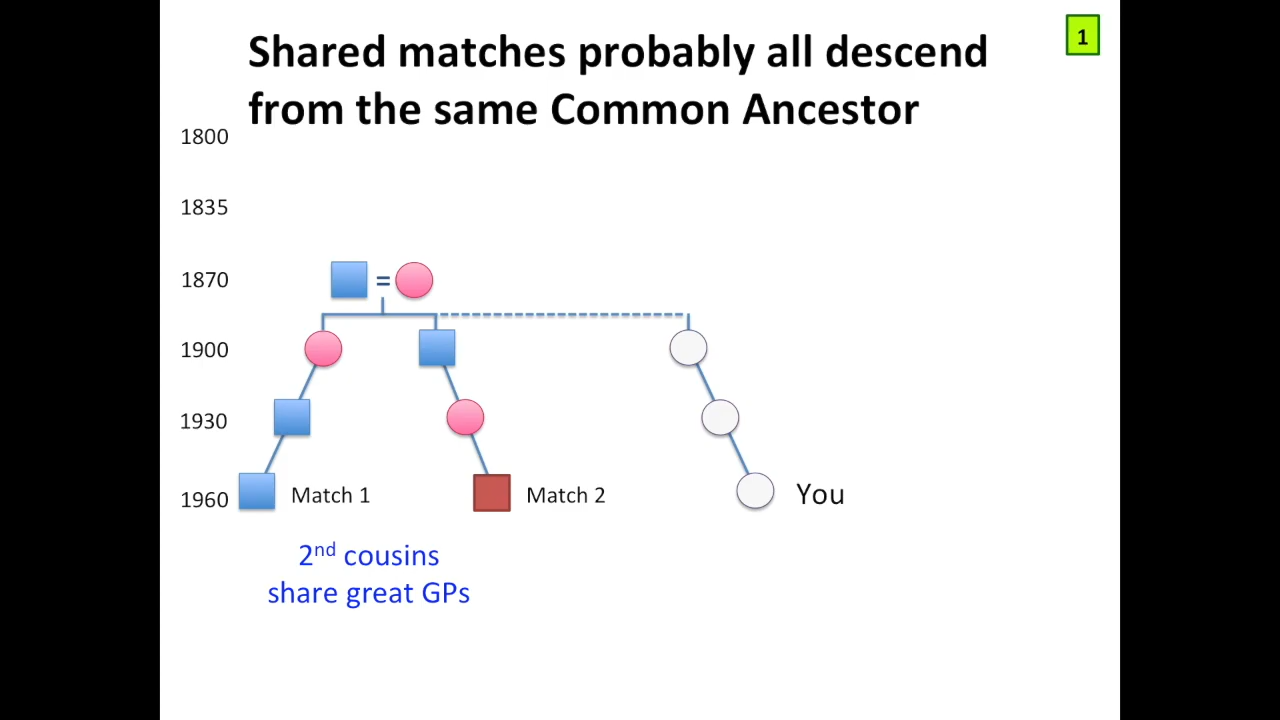 Shared matches probably all descend
from the same Common Ancestor
1
1800
1835
1870
=
1900
1930
1960
Match 1
Match 2
You
2nd cousins
share great GPs